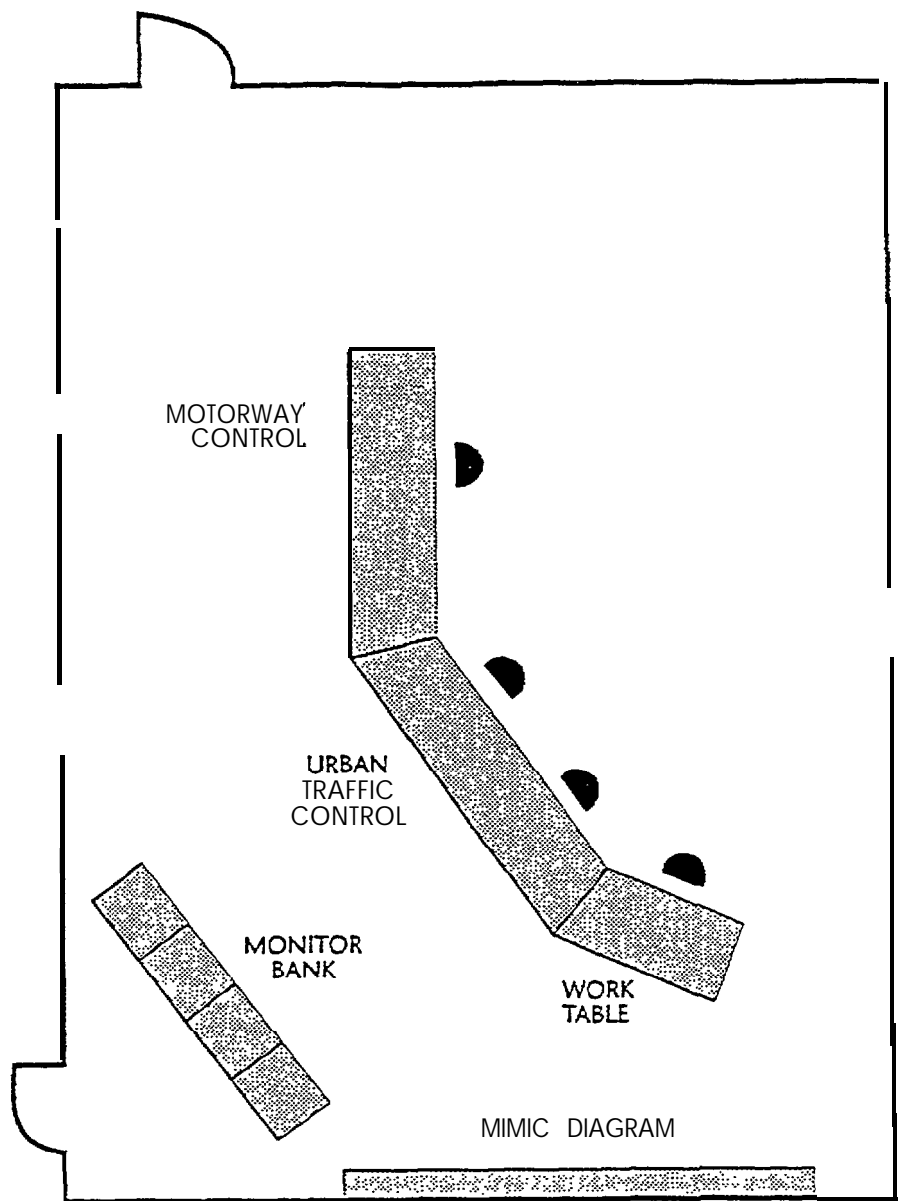 MOTORWAY
CONTROL
URBAN
TRAFFIC
CONTROL
MONITOR
BANK
WORK
TABLE
MIMIC DIAGRAM